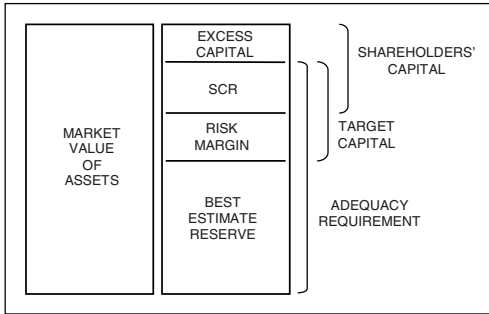 MARKET
VALUE
OF
ASSETS
EXCESS
CAPITAL
SCR
RISK
MARGIN
BEST
ESTIMATE
RESERVE
SHAREHOLDERS'
CAPITAL
TARGET
CAPITAL
ADEQUACY
REQUIREMENT